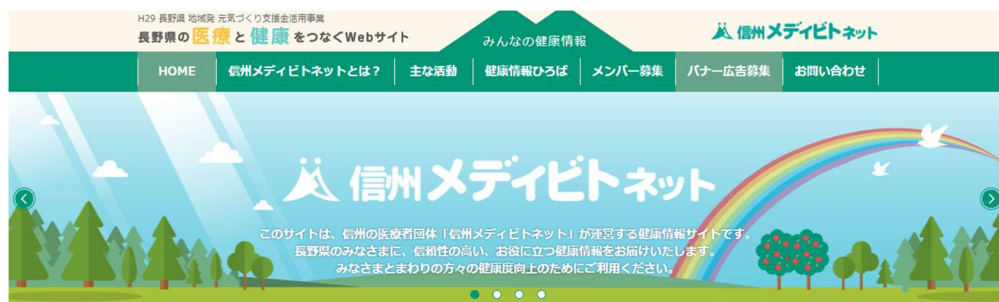 H29 長野県 地域発 元気づくり支援金活用事業
長野県の 医療 と 健康 をつなぐWebサイト
みんなの健康情報
信州メディビトネット
HOME
信州メディビトネットとは？
主な活動
健康情報ひろば
メンバー募集
バナー広告募集
お問い合わせ
信州メディビトネット
このサイトは、信州の医療者団体「信州メディビトネット」が運営する健康情報サイトです。
長野県のみなさまに、信頼性の高い、お役に立つ健康情報をお届けいたします。
みなさまとまわりの方々の健康度向上のためにご利用ください。